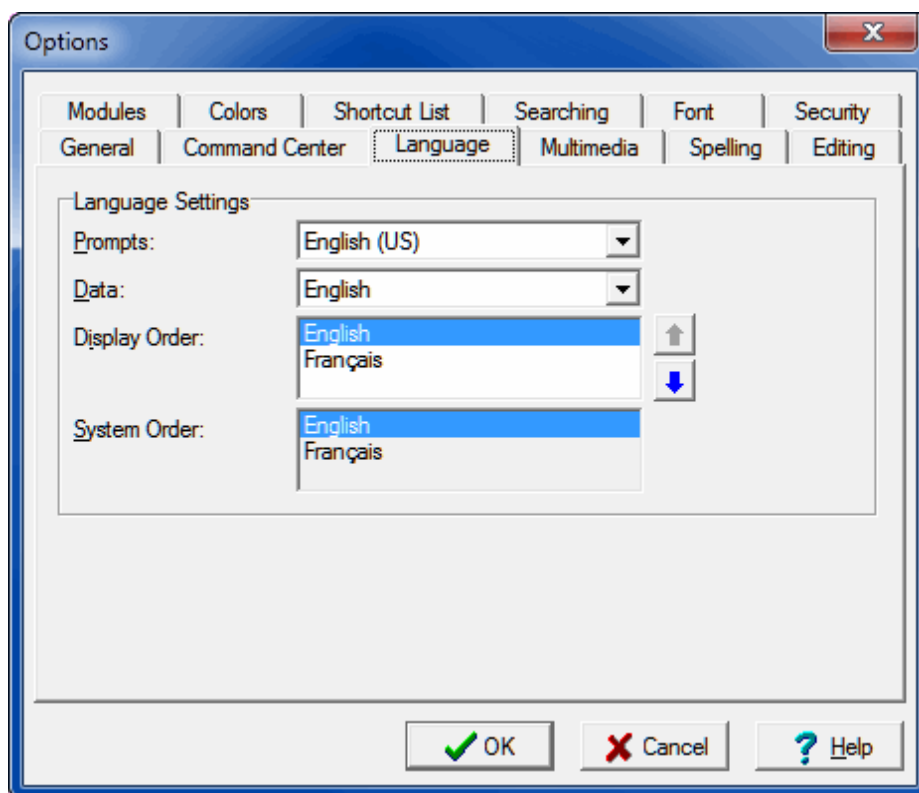 Options
Modules Colors Shortcut List Searching Font Security
General Command Center Language Multimedia Spelling Editing
Language Settings
Prompts: English (US)
Data: English
Display Order: English
Français
System Order: English
Français
OK Cancel Help